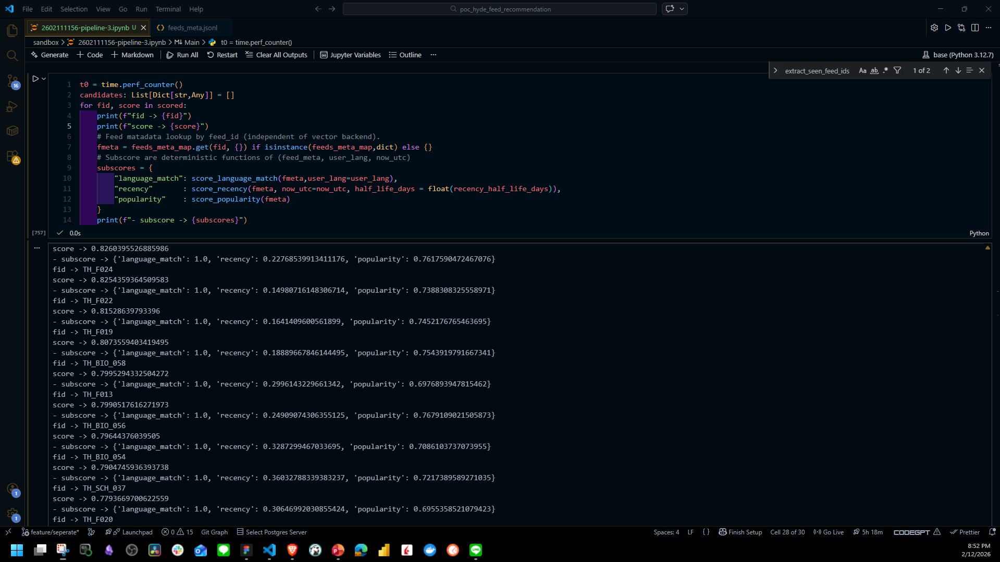 File Edit Selection View Go Run Terminal Help
poc_hyde_feed_recommendation
2602111156-pipeline-3.ipynb U
feeds_meta.jsonl
sandbox > 2602111156-pipeline-3.ipynb > M↓ Main > t0 = time.perf_counter()
Generate + Code + Markdown Run All Restart Clear All Outputs Jupyter Variables Outline ...
base (Python 3.12.7)
extract_seen_feed_ids Aa ab .* 1 of 2
1 t0 = time.perf_counter()
2 candidates: List[Dict[str,Any]] = []
3 for fid, score in scored:
4 print(f"fid -> {fid}")
5 print(f"score -> {score}")
6 # Feed matadata lookup by feed_id (independent of vector backend).
7 fmeta = feeds_meta_map.get(fid, {}) if isinstance(feeds_meta_map,dict) else {}
8 # Subscore are deterministic functions of (feed_meta, user_lang, now_utc)
9 subscores = {
10 "language_match": score_language_match(fmeta,user_lang=user_lang),
11 "recency" : score_recency(fmeta, now_utc=now_utc, half_life_days = float(recency_half_life_days)),
12 "popularity" : score_popularity(fmeta)
13 }
14 print(f"- subscore -> {subscores}")
[757] 0.0s
Python
score -> 0.8260395526885986
- subscore -> {'language_match': 1.0, 'recency': 0.22768539913411176, 'popularity': 0.7617590472467076}
fid -> TH_F024
score -> 0.8254359364509583
- subscore -> {'language_match': 1.0, 'recency': 0.14980716148306714, 'popularity': 0.7388308325558971}
fid -> TH_F022
score -> 0.81528639793396
- subscore -> {'language_match': 1.0, 'recency': 0.1641409600561899, 'popularity': 0.7452176765463695}
fid -> TH_F019
score -> 0.8073559403419495
- subscore -> {'language_match': 1.0, 'recency': 0.18889667846144495, 'popularity': 0.7543919791667341}
fid -> TH_BIO_058
score -> 0.7995294332504272
- subscore -> {'language_match': 1.0, 'recency': 0.2996143229661342, 'popularity': 0.6976893947815462}
fid -> TH_F013
score -> 0.7990517616271973
- subscore -> {'language_match': 1.0, 'recency': 0.24909074306355125, 'popularity': 0.7679109021505873}
fid -> TH_BIO_056
score -> 0.79644376039505
- subscore -> {'language_match': 1.0, 'recency': 0.3287299467033695, 'popularity': 0.7086103737073955}
fid -> TH_BIO_054
score -> 0.7904745936393738
- subscore -> {'language_match': 1.0, 'recency': 0.36032788339383237, 'popularity': 0.7217389589271035}
fid -> TH_SCH_037
score -> 0.7793669700622559
- subscore -> {'language_match': 1.0, 'recency': 0.30646992030855424, 'popularity': 0.6955358521079423}
fid -> TH_F020
16
1
1
feature/seperate* Launchpad 0 15 Git Graph Select Postgres Server
Spaces: 4 LF { } Finish Setup Cell 28 of 30 Go Live 5h 18m CODEGPT Prettier
8:52 PM
2/12/2026